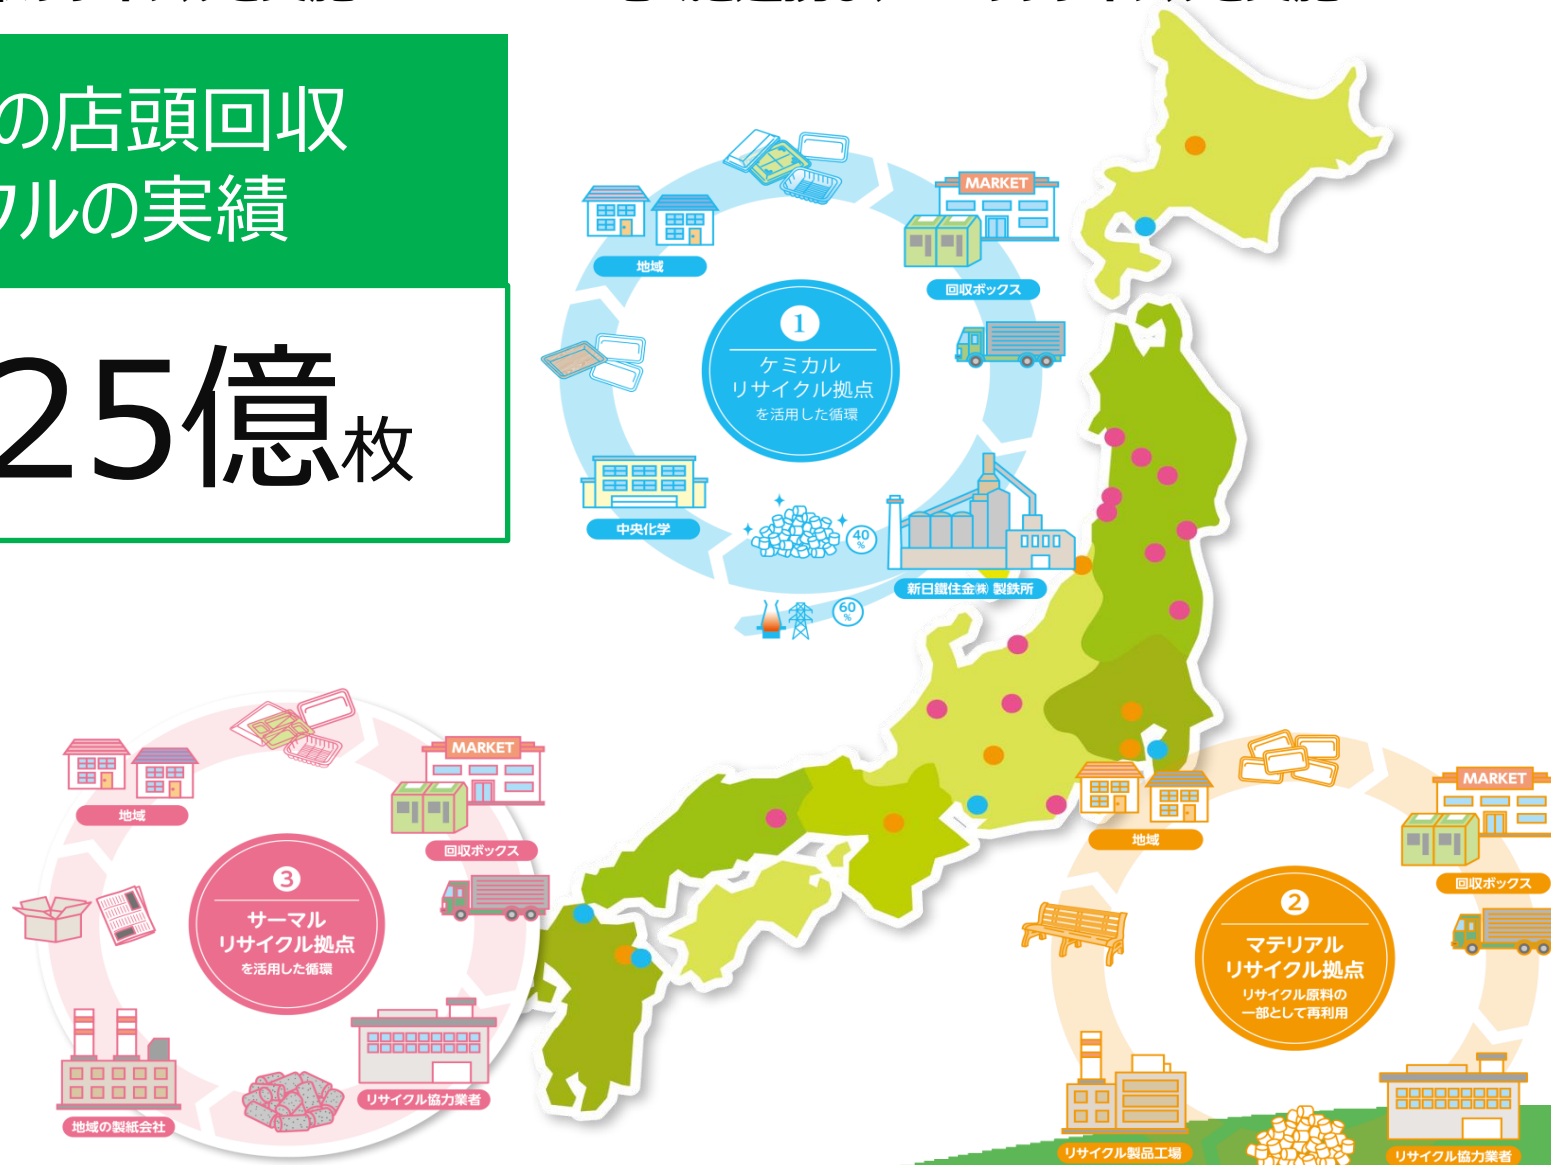 の店頭回収
クルの実績
25億枚
MARKET
地域
回収ボックス
1
ケミカル
リサイクル拠点
を活用した循環
中央化学
40
%
新日鐵住金㈱ 製鉄所
60
%
MARKET
地域
回収ボックス
3
サーマル
リサイクル拠点
を活用した循環
リサイクル協力業者
地域の製紙会社
MARKET
地域
回収ボックス
2
マテリアル
リサイクル拠点
リサイクル原料の
一部として再利用
リサイクル製品工場
リサイクル協力業者